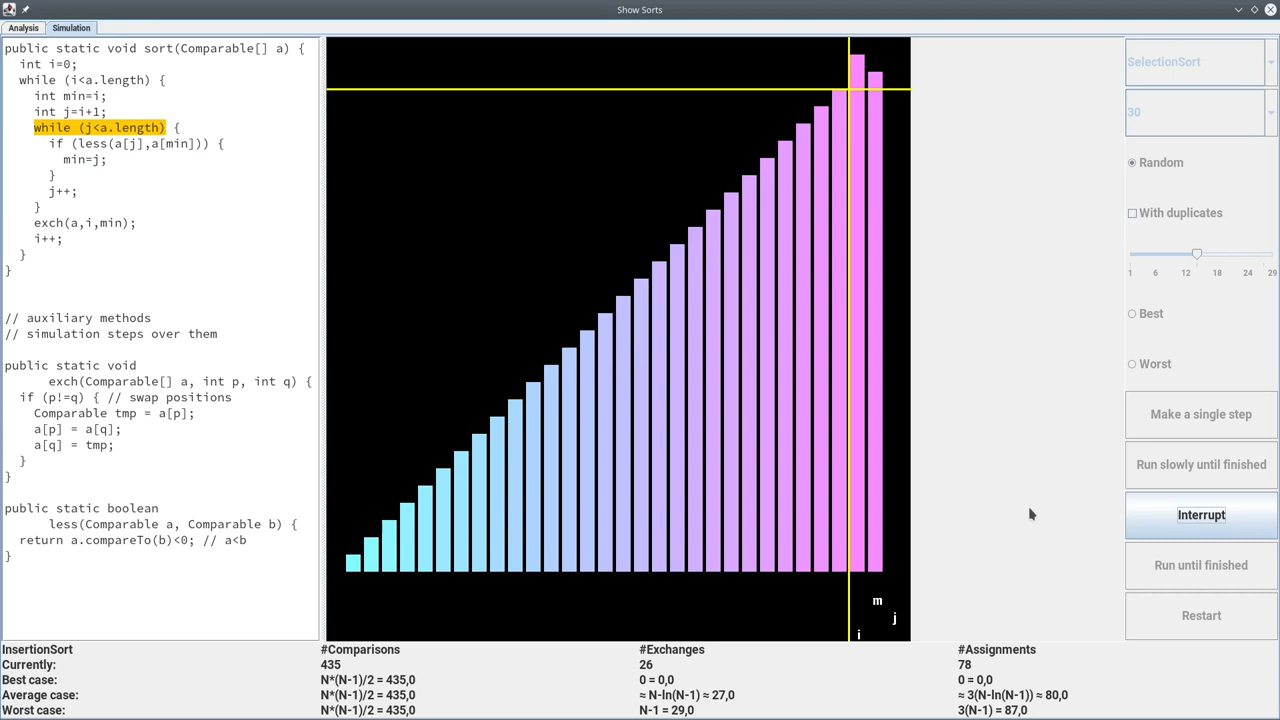 Show Sorts
Analysis Simulation
public static void sort(Comparable[] a) {
int i=0;
while (i<a.length) {
int min=i;
int j=i+1;
while (j<a.length) {
if (less(a[j],a[min])) {
min=j;
}
j++;
}
exch(a,i,min);
i++;
}
}
// auxiliary methods
// simulation steps over them
public static void
exch(Comparable[] a, int p, int q) {
if (p!=q) { // swap positions
Comparable tmp = a[p];
a[p] = a[q];
a[q] = tmp;
}
}
public static boolean
less(Comparable a, Comparable b) {
return a.compareTo(b)<0; // a<b
}
m
j
i
SelectionSort
30
Random
With duplicates
1 6 12 18 24 29
Best
Worst
Make a single step
Run slowly until finished
Interrupt
Run until finished
Restart
InsertionSort #Comparisons #Exchanges #Assignments
Currently: 435 26 78
Best case: N*(N-1)/2 = 435,0 0 = 0,0 0 = 0,0
Average case: N*(N-1)/2 = 435,0 ≈ N-ln(N-1) ≈ 27,0 ≈ 3(N-ln(N-1)) ≈ 80,0
Worst case: N*(N-1)/2 = 435,0 N-1 = 29,0 3(N-1) = 87,0